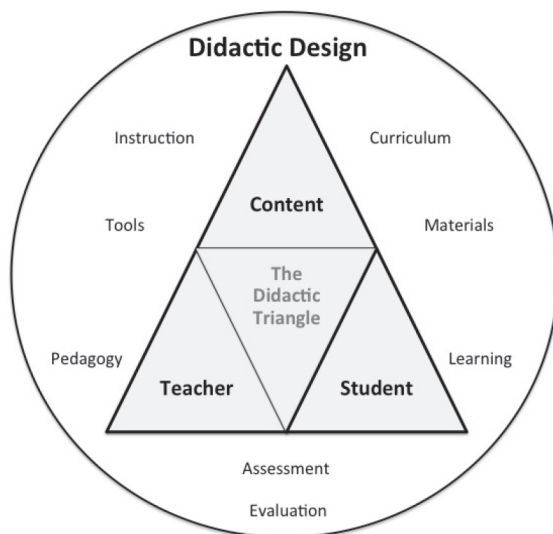 Didactic Design
Instruction
Curriculum
Content
Tools
Materials
The
Didactic
Triangle
Pedagogy
Learning
Teacher
Student
Assessment
Evaluation